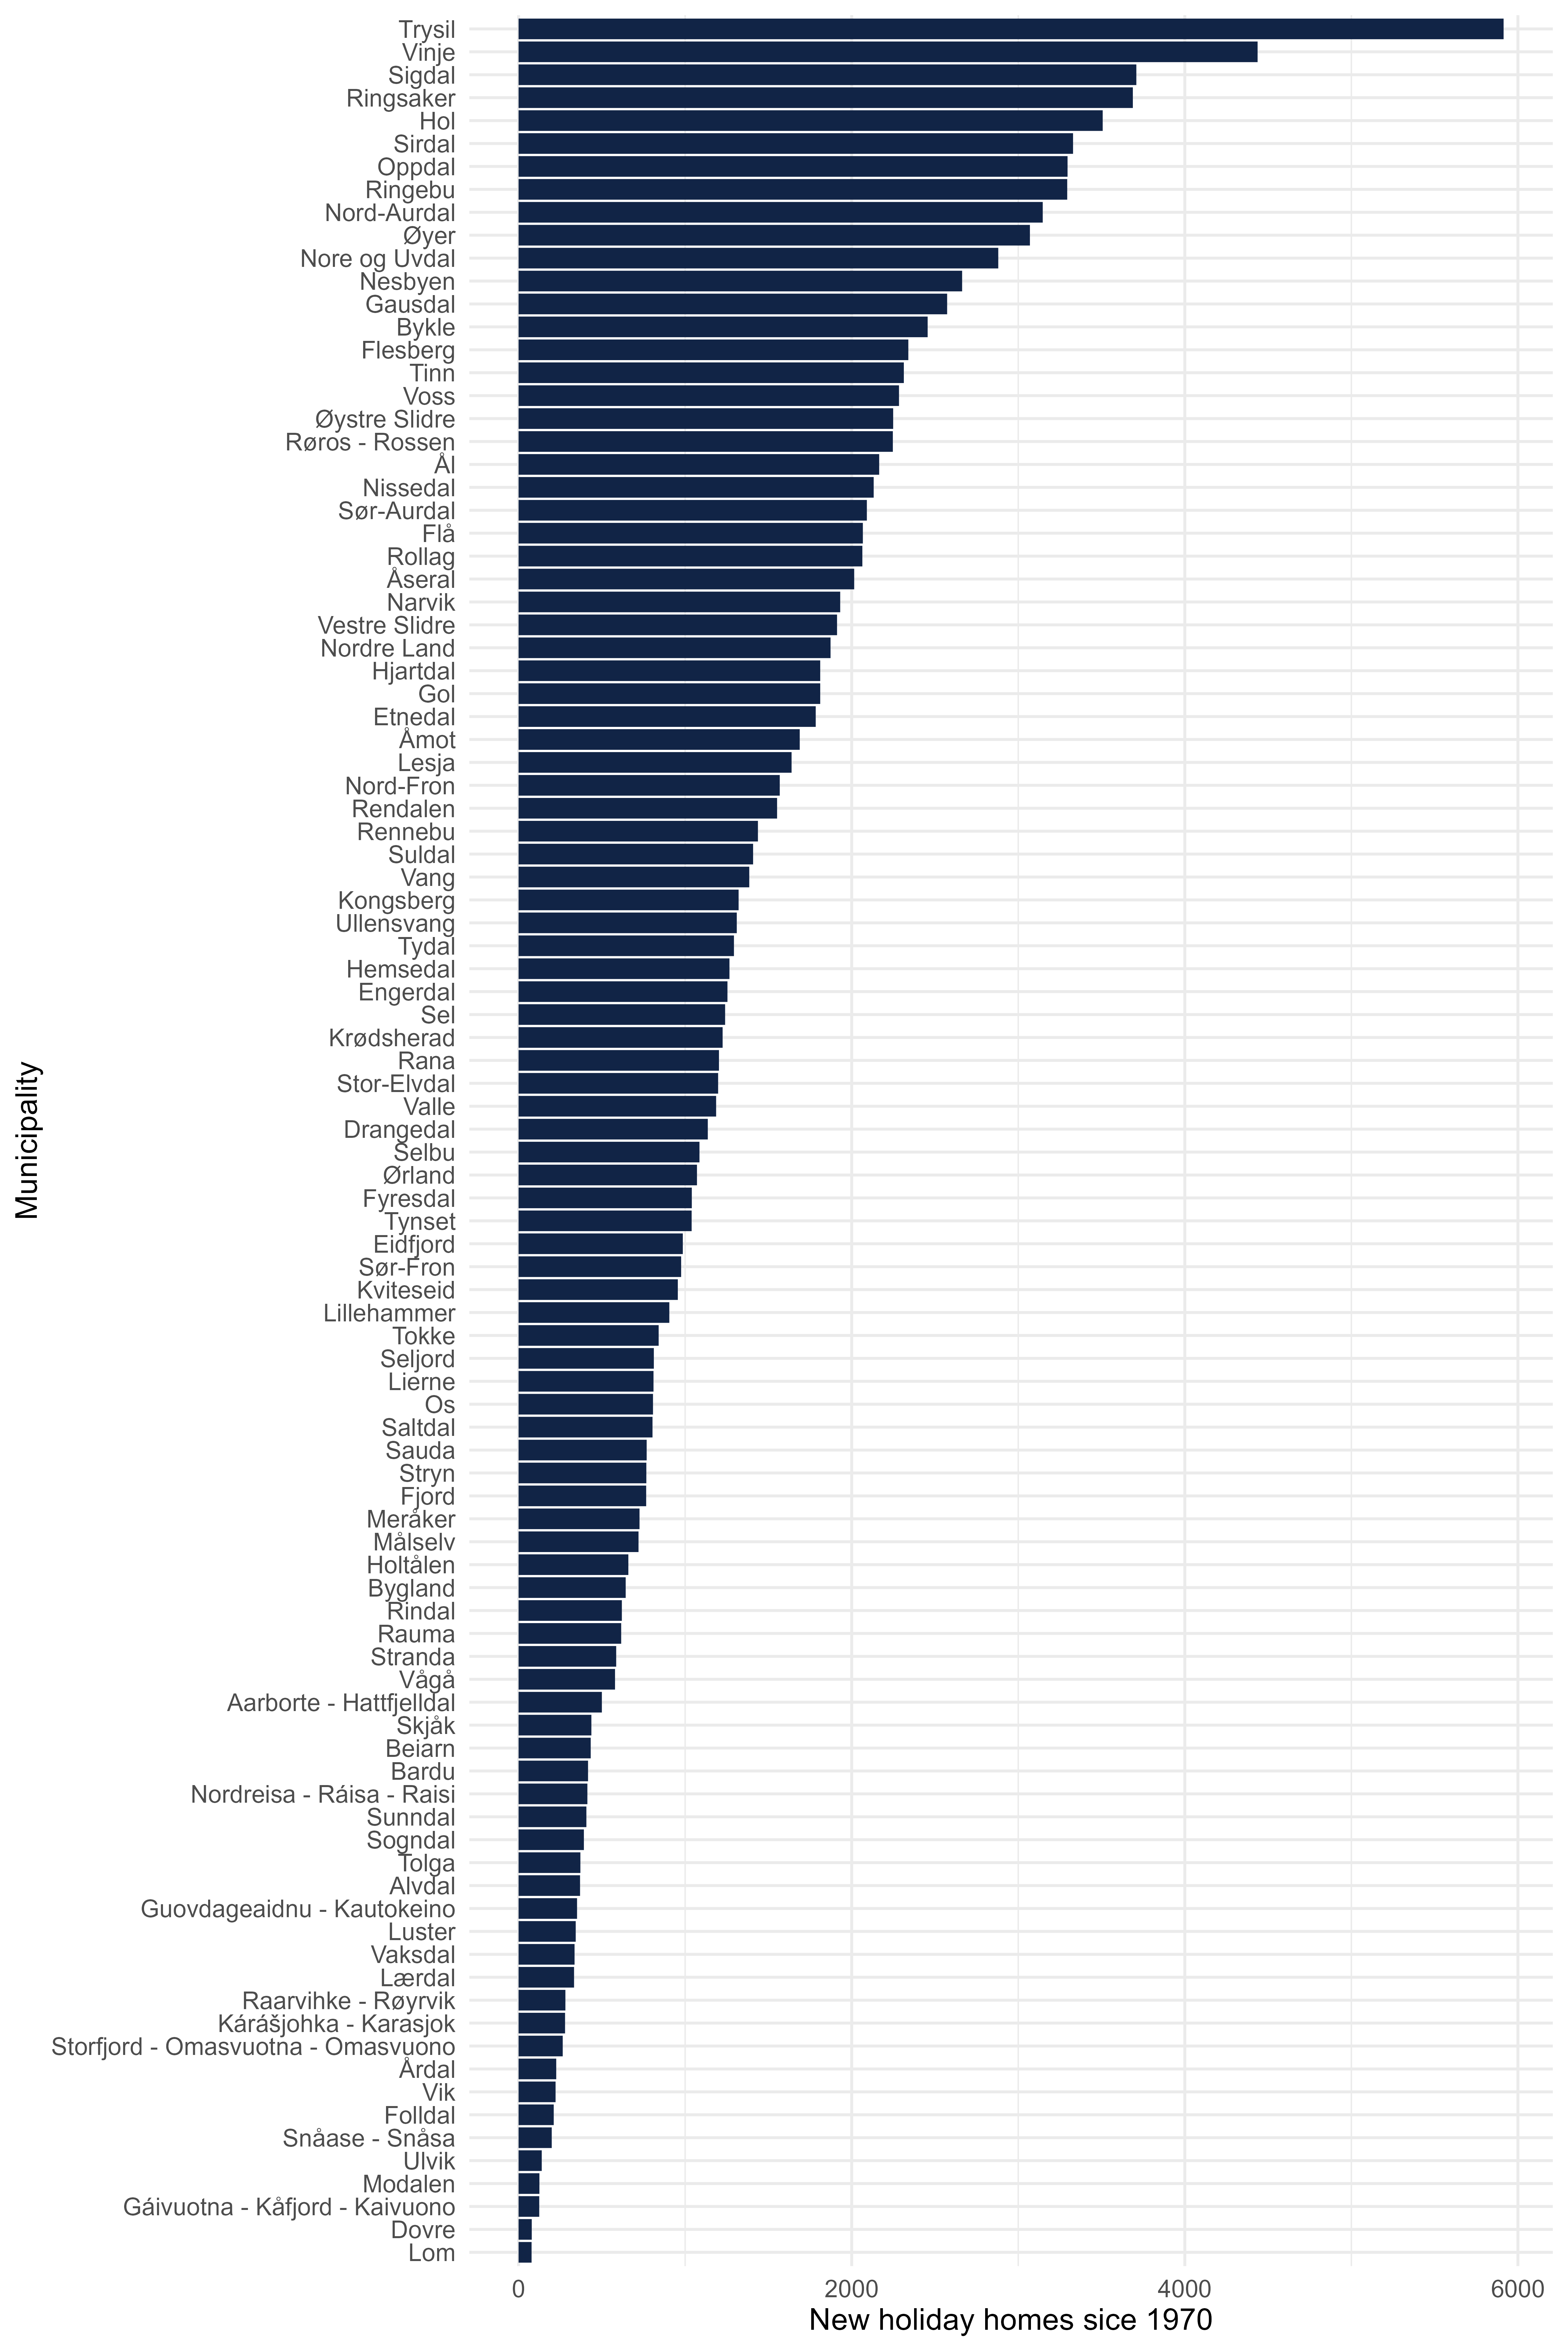 Trysil
Vinje
Sigdal
Ringsaker
Hol
Sirdal
Oppdal
Ringebu
Nord-Aurdal
Øyer
Nore og Uvdal
Nesbyen
Gausdal
Bykle
Flesberg
Tinn
Voss
Øystre Slidre
Røros - Rossen
Ål
Nissedal
Sør-Aurdal
Flå
Rollag
Åseral
Narvik
Vestre Slidre
Nordre Land
Hjartdal
Gol
Etnedal
Åmot
Lesja
Nord-Fron
Rendalen
Rennebu
Suldal
Vang
Kongsberg
Ullensvang
Tydal
Hemsedal
Engerdal
Sel
Krødsherad
Rana
Stor-Elvdal
Valle
Drangedal
Selbu
Ørland
Fyresdal
Tynset
Eidfjord
Sør-Fron
Kviteseid
Lillehammer
Tokke
Seljord
Lierne
Os
Saltdal
Sauda
Stryn
Fjord
Meråker
Målselv
Holtålen
Bygland
Rindal
Rauma
Stranda
Vågå
Aarborte - Hattfjelldal
Skjåk
Beiarn
Bardu
Nordreisa - Ráisa - Raisi
Sunndal
Sogndal
Tolga
Alvdal
Guovdageaidnu - Kautokeino
Luster
Vaksdal
Lærdal
Raarvihke - Røyrvik
Kárášjohka - Karasjok
Storfjord - Omasvuotna - Omasvuono
Årdal
Vik
Folldal
Snåase - Snåsa
Ulvik
Modalen
Gáivuotna - Kåfjord - Kaivuono
Dovre
Lom
Municipality
0 2000 4000 6000
New holiday homes sice 1970